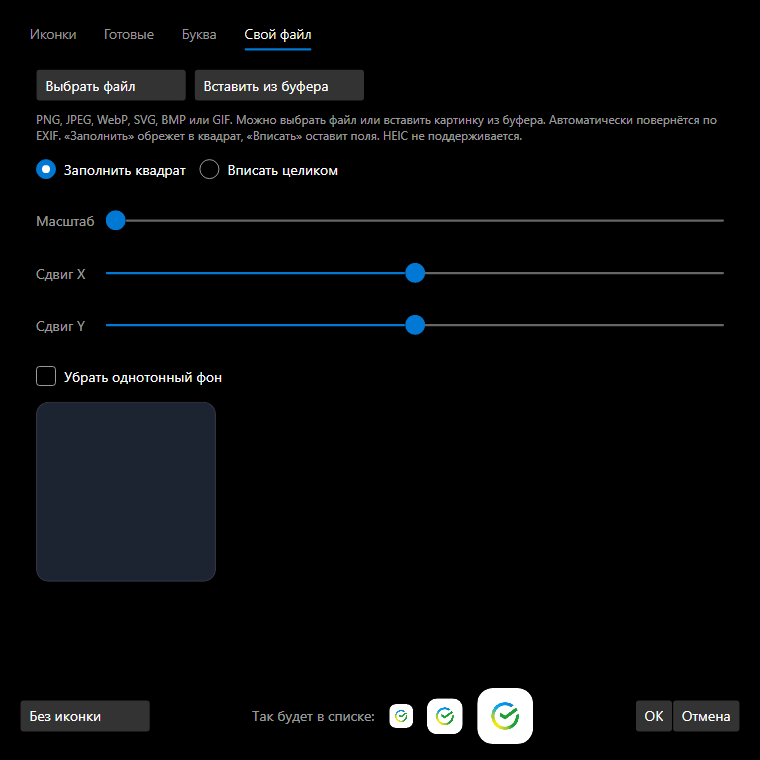 Иконки Готовые Буква Свой файл
Выбрать файл Вставить из буфера
PNG, JPEG, WebP, SVG, BMP или GIF. Можно выбрать файл или вставить картинку из буфера. Автоматически повернётся по
EXIF. «Заполнить» обрежет в квадрат, «Вписать» оставит поля. HEIC не поддерживается.
Заполнить квадрат Вписать целиком
Масштаб
Сдвиг X
Сдвиг Y
Убрать однотонный фон
Без иконки Так будет в списке: OK Отмена